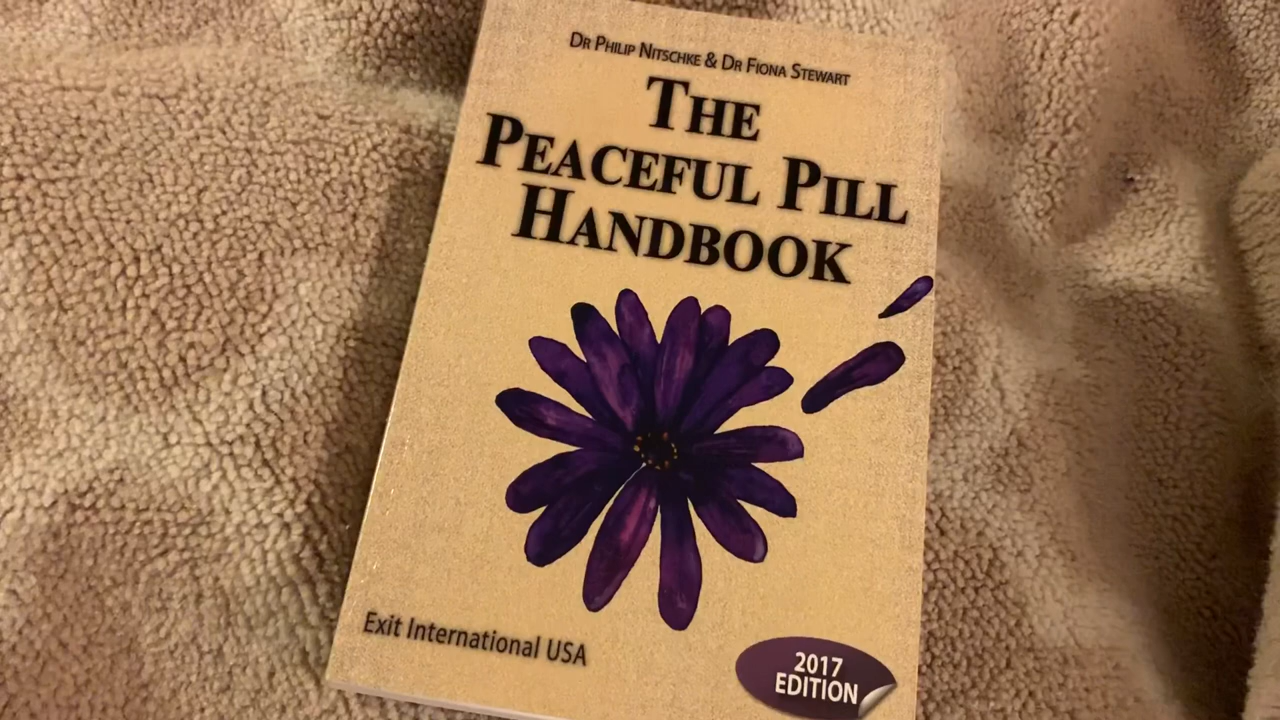 Dr Philip Nitschke & Dr Fiona Stewart
The
Peaceful Pill
Handbook
Exit International USA
2017
EDITION